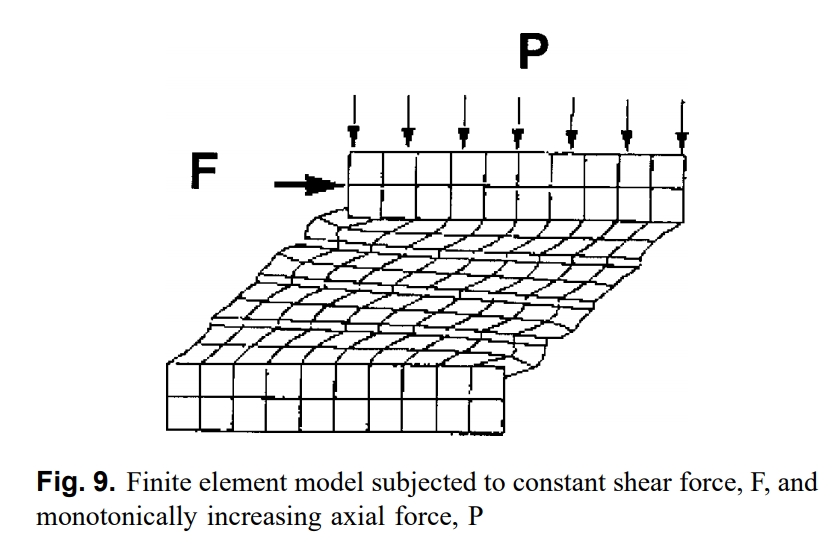 P
F
Fig. 9. Finite element model subjected to constant shear force, F, and
monotonically increasing axial force, P